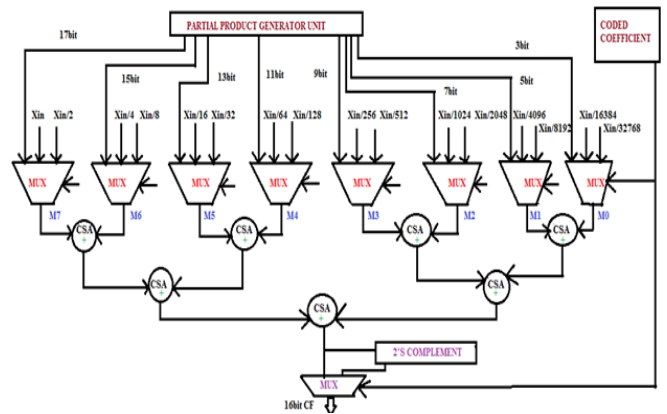 PARTIAL PRODUCT GENERATOR UNIT
CODED
COEFFICIENT
17bit
15bit
13bit
11bit
9bit
7bit
5bit
3bit
Xin
Xin/2
Xin/4
Xin/8
Xin/16
Xin/32
Xin/64
Xin/128
Xin/256
Xin/512
Xin/1024
Xin/2048
Xin/4096
Xin/8192
Xin/16384
Xin/32768
MUX
MUX
MUX
MUX
MUX
MUX
MUX
MUX
M7
M6
M5
M4
M3
M2
M1
M0
CSA
+
CSA
+
CSA
+
CSA
+
CSA
+
CSA
+
CSA
+
2'S COMPLEMENT
MUX
16bit CF